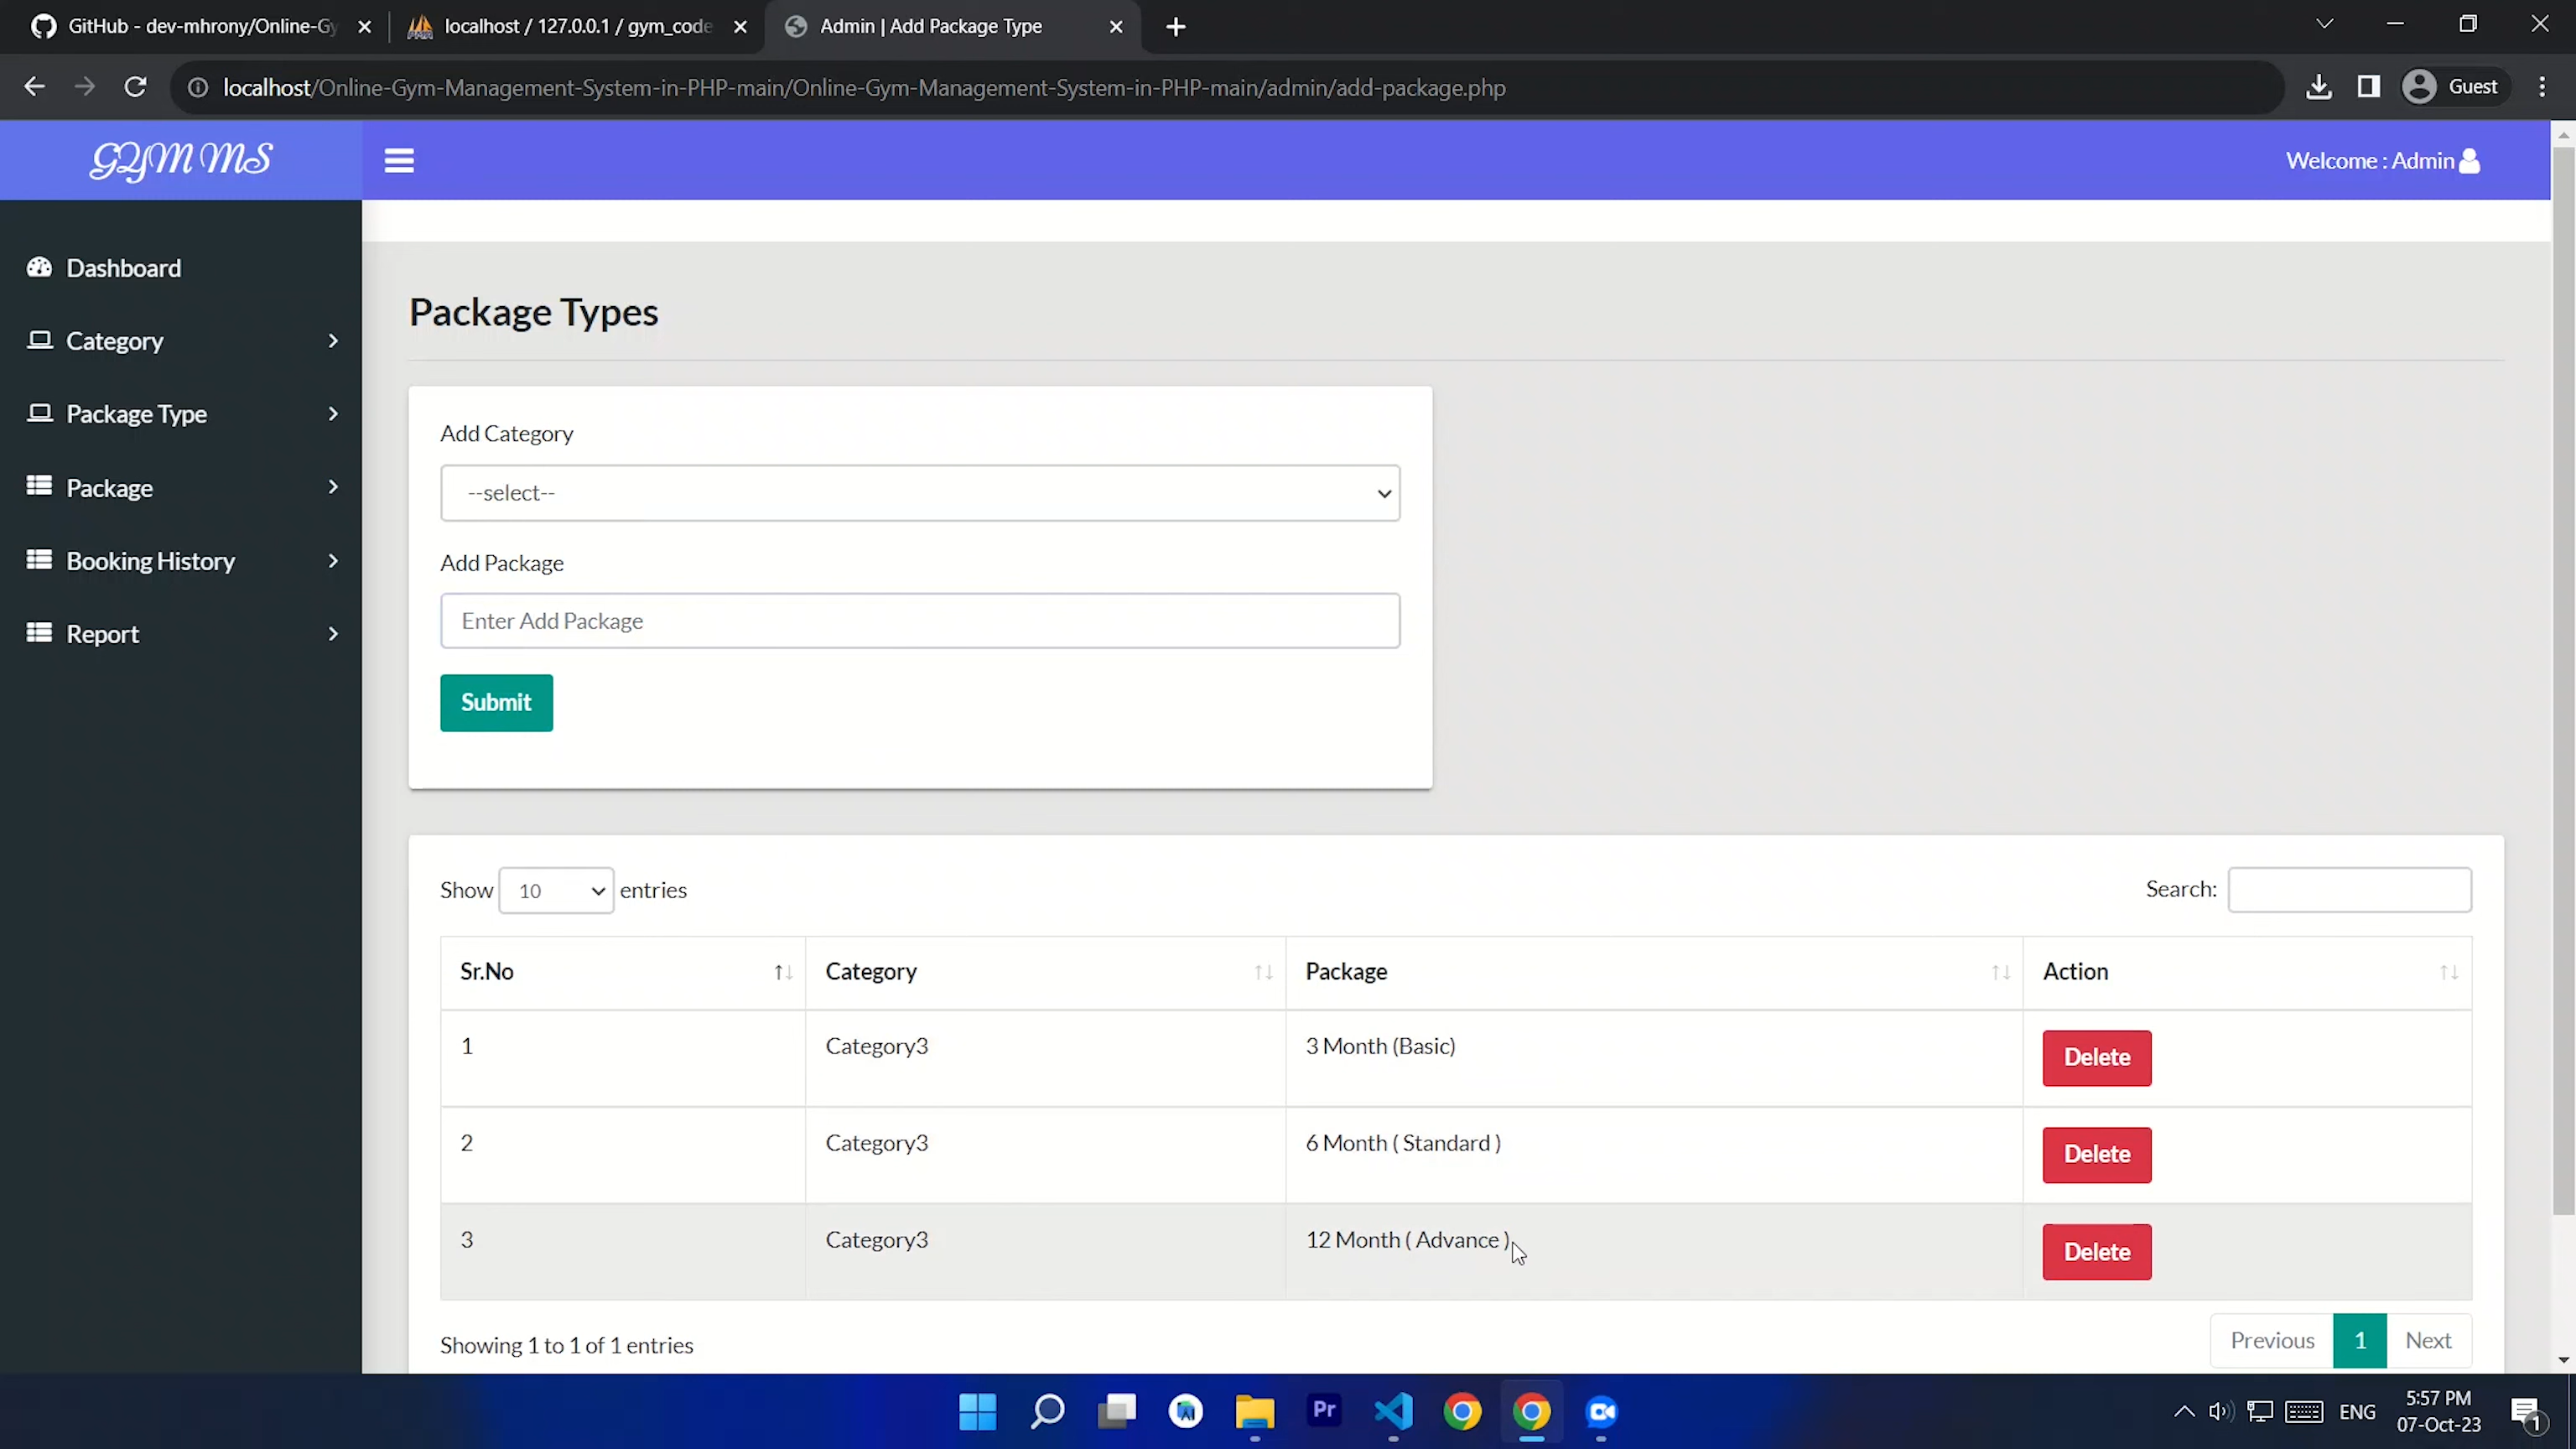 GitHub - dev-mhrony/Online-Gy
localhost / 127.0.0.1 / gym_code
Admin | Add Package Type
localhost/Online-Gym-Management-System-in-PHP-main/Online-Gym-Management-System-in-PHP-main/admin/add-package.php
Guest
GYM MS
Welcome : Admin
Dashboard
Category
Package Type
Package
Booking History
Report
Package Types
Add Category
--select--
Add Package
Enter Add Package
Submit
Show 10 entries
Search:
Sr.No Category Package Action
1 Category3 3 Month (Basic) Delete
2 Category3 6 Month ( Standard ) Delete
3 Category3 12 Month ( Advance ) Delete
Showing 1 to 1 of 1 entries
Previous 1 Next
Pr
ENG
5:57 PM
07-Oct-23
1